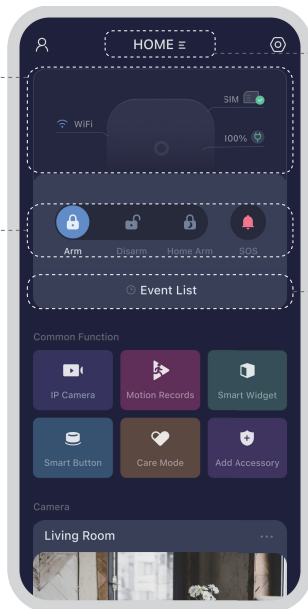 HOME
SIM
WiFi
100%
Arm Disarm Home Arm SOS
Event List
Common Function
IP Camera Motion Records Smart Widget
Smart Button Care Mode Add Accessory
Camera
Living Room